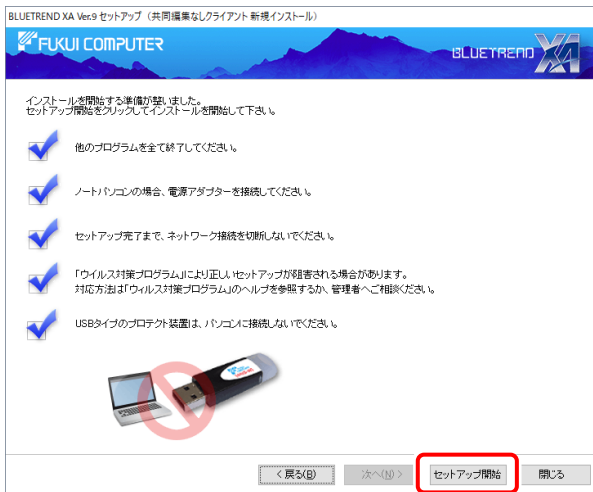 BLUETREND XA Ver.9 セットアップ（共同編集なしクライアント 新規インストール）
FUKUI COMPUTER
BLUETREND XA
インストールを開始する準備が整いました。
セットアップ開始をクリックしてインストールを開始して下さい。
他のプログラムを全て終了してください。
ノートパソコンの場合、電源アダプターを接続してください。
セットアップ完了まで、ネットワーク接続を切断しないでください。
「ウイルス対策プログラム」により正しいセットアップが阻害される場合があります。
対応方法は「ウィルス対策プログラム」のヘルプを参照するか、管理者へご相談ください。
USBタイプのプロテクト装置は、パソコンに接続しないでください。
< 戻る(B)
次へ(N) >
セットアップ開始
閉じる